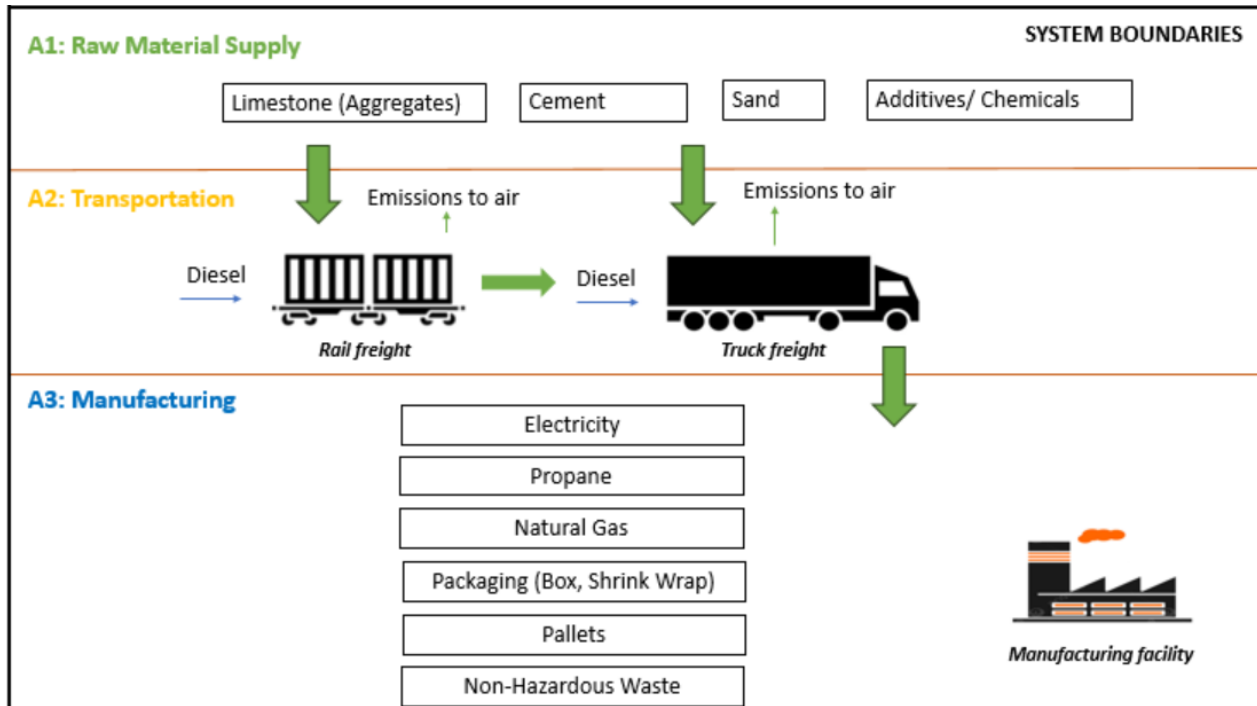 SYSTEM BOUNDARIES
A1: Raw Material Supply
Limestone (Aggregates)
Cement
Sand
Additives/ Chemicals
A2: Transportation
Emissions to air
Emissions to air
Diesel
Diesel
Rail freight
Truck freight
A3: Manufacturing
Electricity
Propane
Natural Gas
Packaging (Box, Shrink Wrap)
Pallets
Non-Hazardous Waste
Manufacturing facility